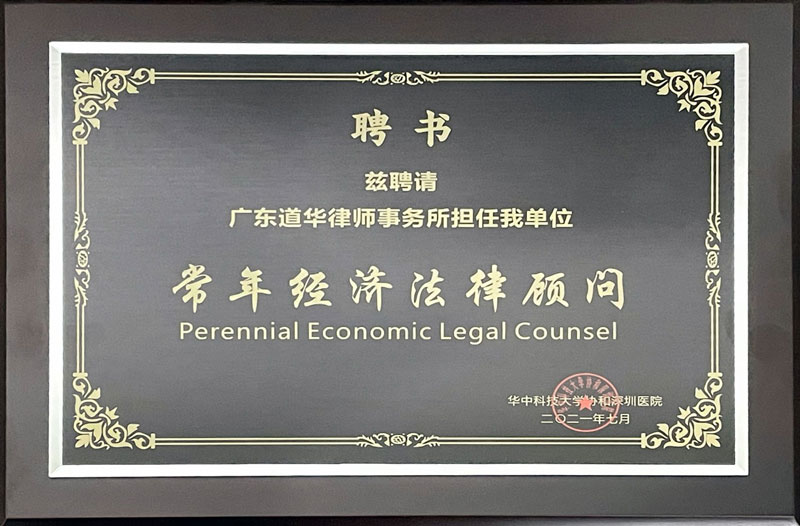 聘书
兹聘请
广东道华律师事务所担任我单位
常年经济法律顾问
Perennial Economic Legal Counsel
华中科技大学协和深圳医院
二〇二一年七月